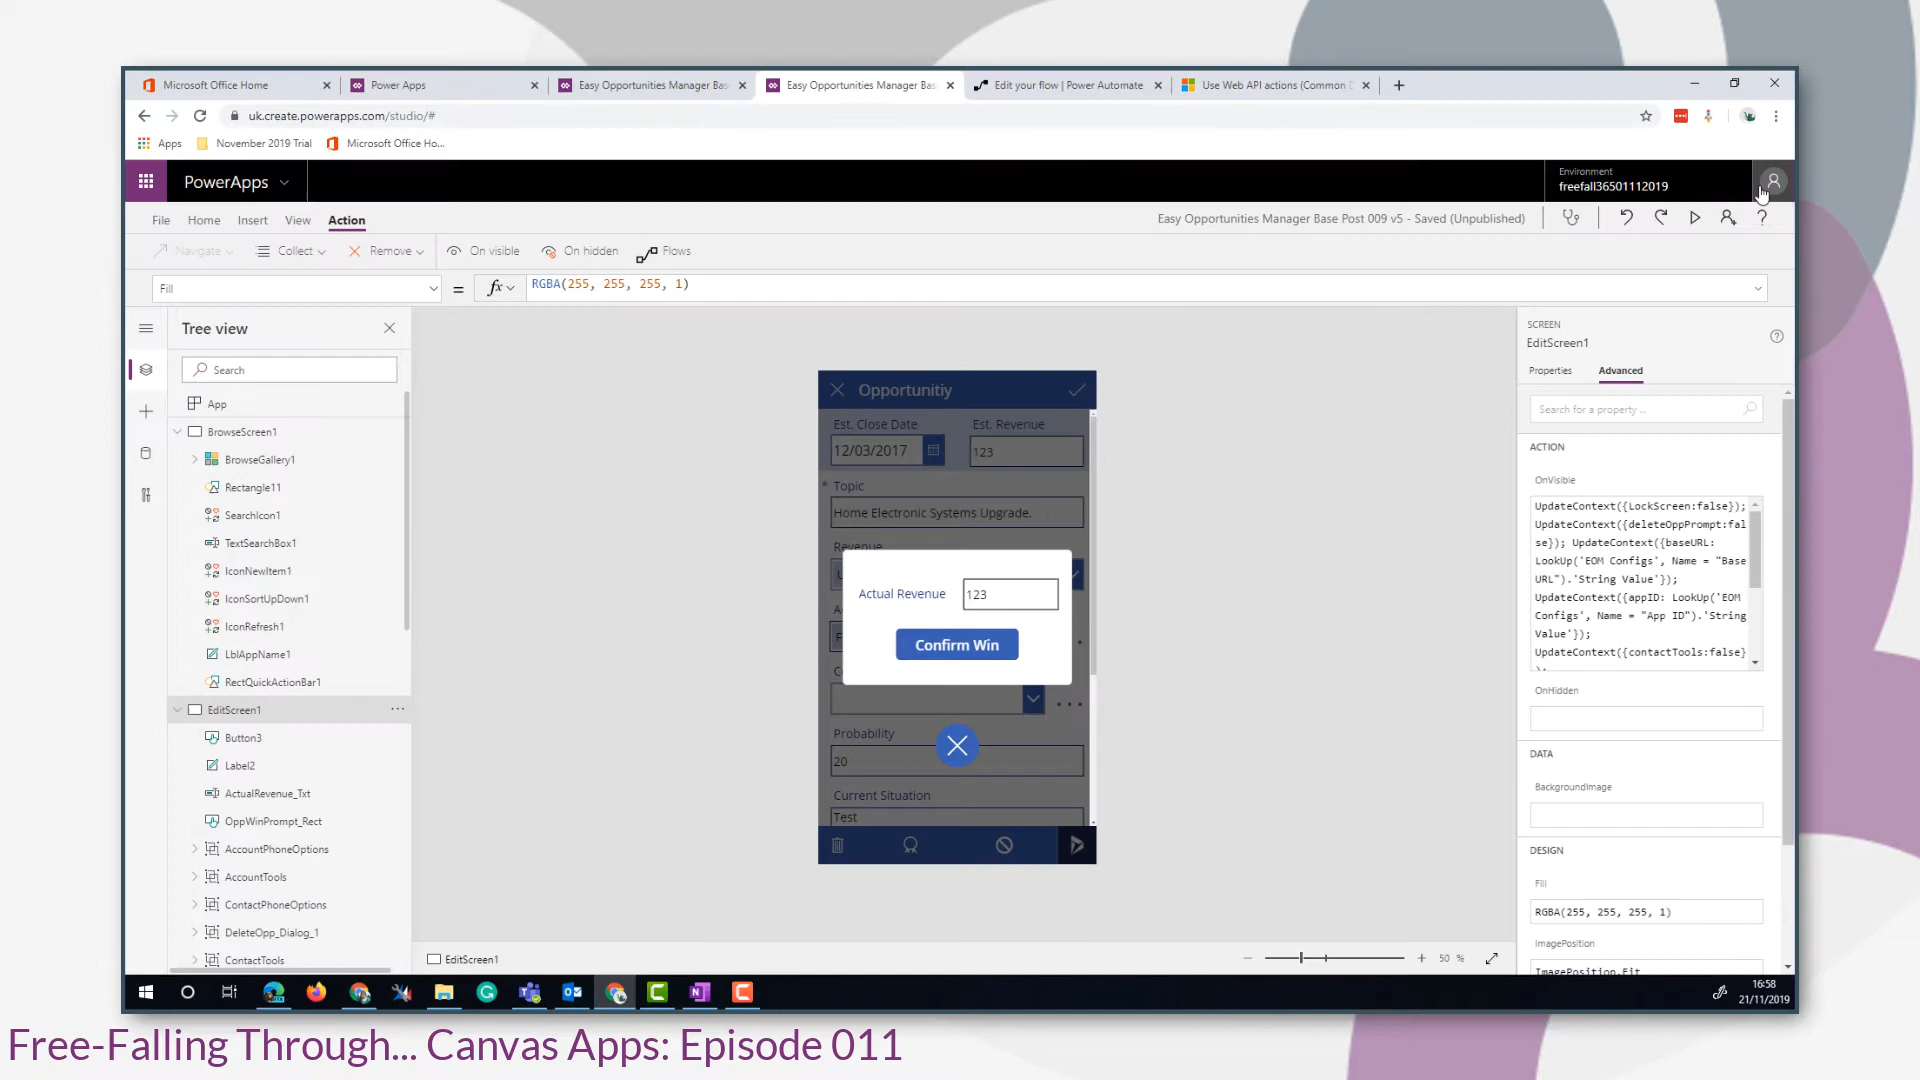 Microsoft Office Home
Power Apps
Easy Opportunities Manager Bas
Easy Opportunities Manager Bas
Edit your flow | Power Automate
Use Web API actions (Common D
uk.create.powerapps.com/studio/#
Apps
November 2019 Trial
Microsoft Office Ho...
PowerApps
Environment
freefall36501112019
File
Home
Insert
View
Action
Easy Opportunities Manager Base Post 009 v5 - Saved (Unpublished)
Navigate
Collect
Remove
On visible
On hidden
Flows
Fill
=
fx
RGBA(255, 255, 255, 1)
Tree view
Search
App
BrowseScreen1
BrowseGallery1
Rectangle11
SearchIcon1
TextSearchBox1
IconNewItem1
IconSortUpDown1
IconRefresh1
LblAppName1
RectQuickActionBar1
EditScreen1
Button3
Label2
ActualRevenue_Txt
OppWinPrompt_Rect
AccountPhoneOptions
AccountTools
ContactPhoneOptions
DeleteOpp_Dialog_1
ContactTools
Opportunitiy
Est. Close Date
Est. Revenue
12/03/2017
123
* Topic
Home Electronic Systems Upgrade.
Revenue
Actual Revenue
123
Confirm Win
Probability
20
Current Situation
Test
EditScreen1
50 %
SCREEN
EditScreen1
Properties
Advanced
Search for a property ...
ACTION
OnVisible
UpdateContext({LockScreen:false});
UpdateContext({deleteOppPrompt:fal
se}); UpdateContext({baseURL:
LookUp('EOM Configs', Name = "Base
URL").'String Value'});
UpdateContext({appID: LookUp('EOM
Configs', Name = "App ID").'String
Value'});
UpdateContext({contactTools:false}
);
OnHidden
DATA
BackgroundImage
DESIGN
Fill
RGBA(255, 255, 255, 1)
ImagePosition
ImagePosition.Fit
16:58
21/11/2019
Free-Falling Through... Canvas Apps: Episode 011